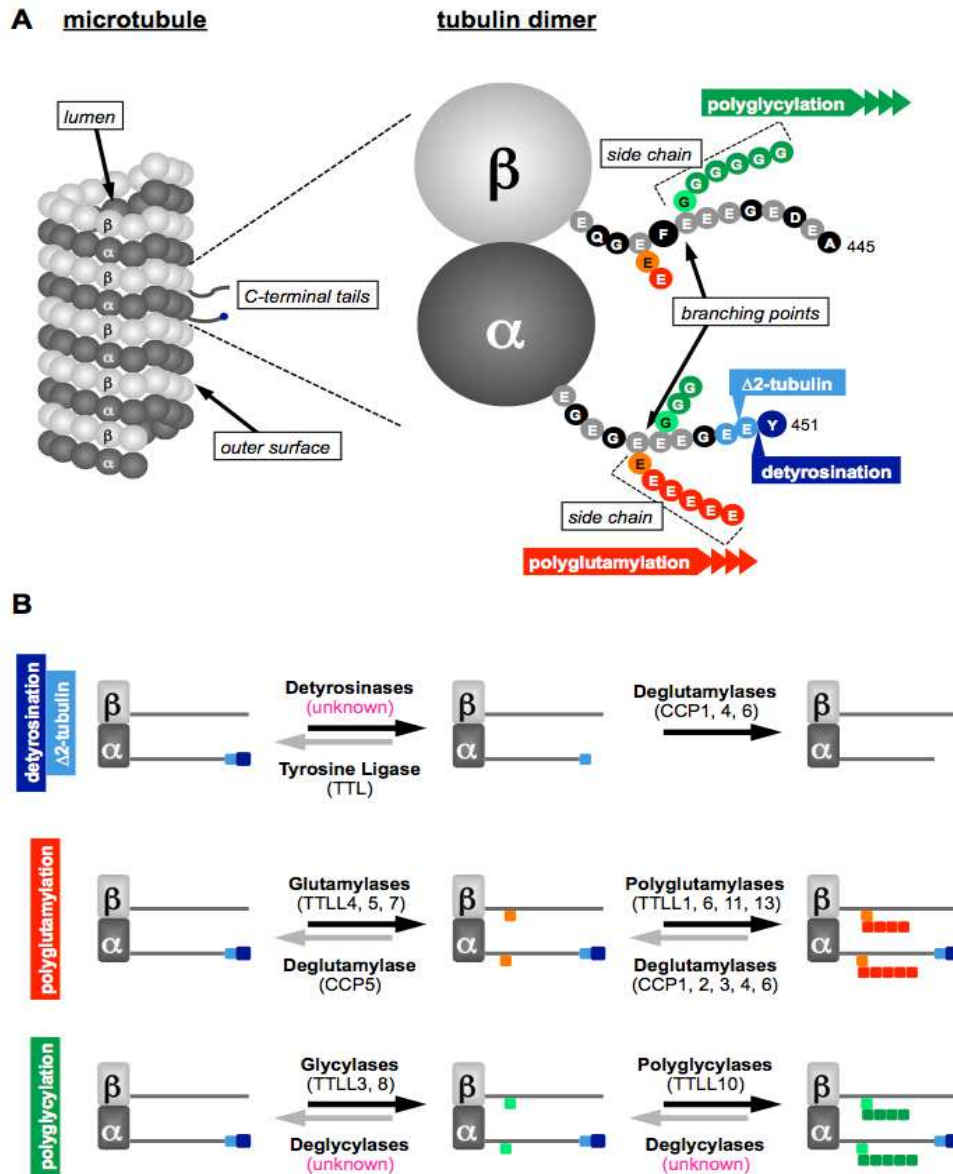 A
microtubule
tubulin dimer
lumen
polyglycylation
side chain
G G G G G G
β
E Q G E F E E E G E D E A 445
E E
β
α
β
α
β
α
β
α
β
α
C-terminal tails
branching points
α
outer surface
G G G
Δ2-tubulin
E G E G E E E G E E Y 451
detyrosination
E E E E E E
side chain
polyglutamylation
B
detyrosination
Δ2-tubulin
β
α
Detyrosinases
(unknown)
Tyrosine Ligase
(TTL)
β
α
Deglutamylases
(CCP1, 4, 6)
β
α
polyglutamylation
β
α
Glutamylases
(TTLL4, 5, 7)
Deglutamylase
(CCP5)
β
α
Polyglutamylases
(TTLL1, 6, 11, 13)
Deglutamylases
(CCP1, 2, 3, 4, 6)
β
α
polyglycylation
β
α
Glycylases
(TTLL3, 8)
Deglycylases
(unknown)
β
α
Polyglycylases
(TTLL10)
Deglycylases
(unknown)
β
α